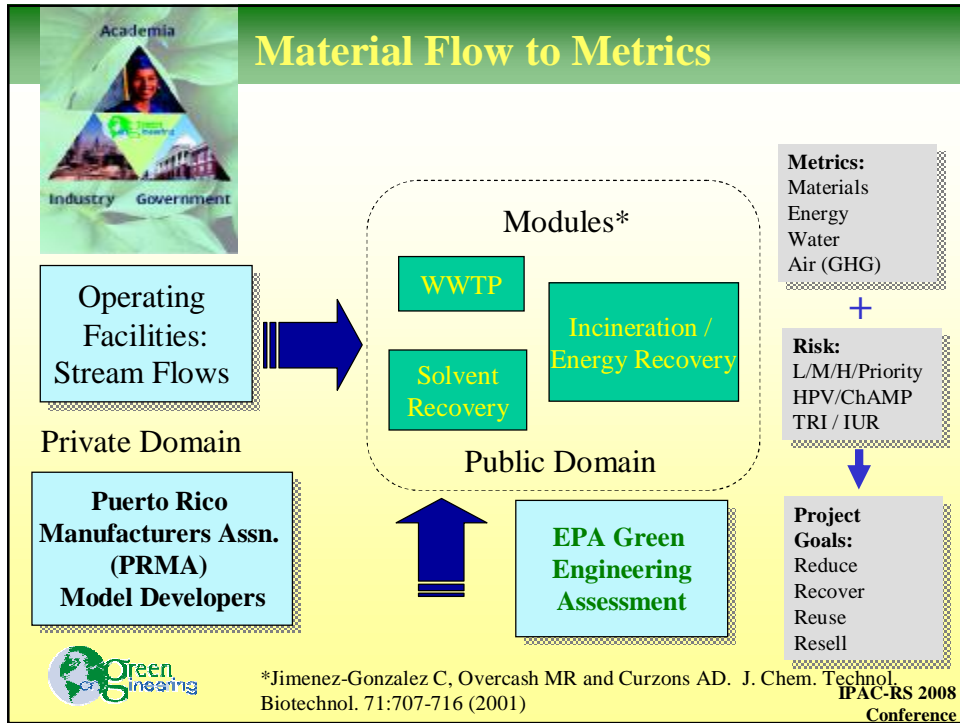 Academia
Green
Engineering
Industry Government
Material Flow to Metrics
Operating
Facilities:
Stream Flows
Private Domain
Puerto Rico
Manufacturers Assn.
(PRMA)
Model Developers
Modules*
WWTP
Solvent
Recovery
Incineration /
Energy Recovery
Public Domain
EPA Green
Engineering
Assessment
Metrics:
Materials
Energy
Water
Air (GHG)
+
Risk:
L/M/H/Priority
HPV/ChAMP
TRI / IUR
Project
Goals:
Reduce
Recover
Reuse
Resell
green
engineering
*Jimenez-Gonzalez C, Overcash MR and Curzons AD. J. Chem. Technol.
Biotechnol. 71:707-716 (2001)
IPAC-RS 2008
Conference